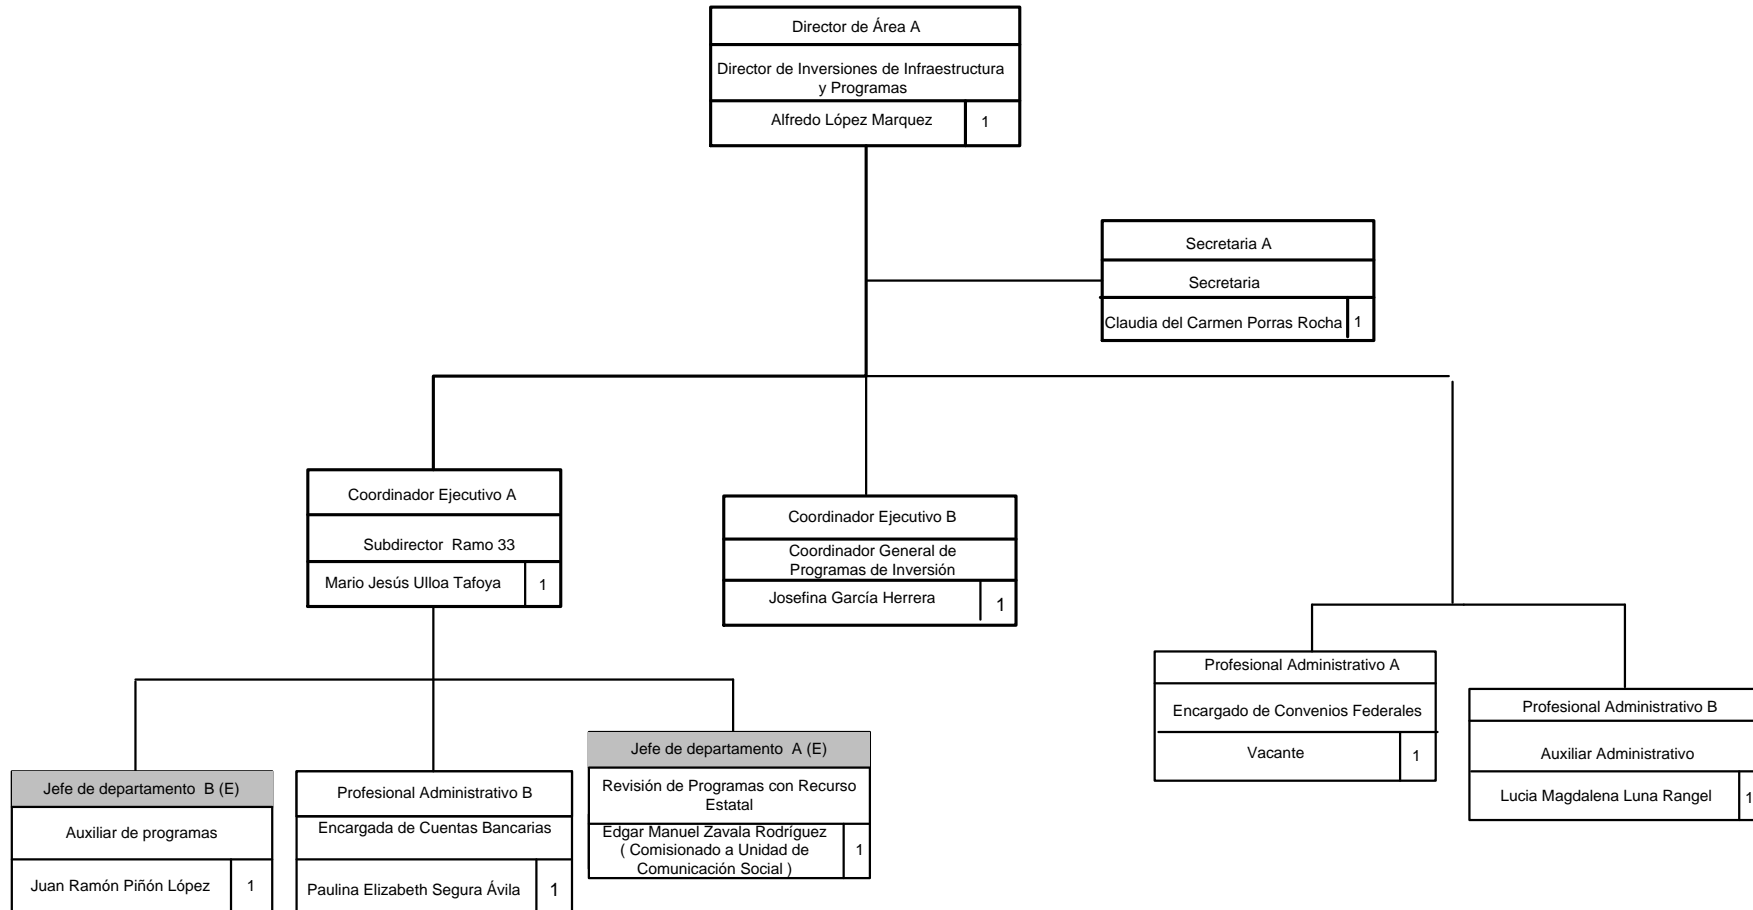 Director de Área A
Director de Inversiones de Infraestructura
y Programas
Alfredo López Marquez 1
Secretaria A
Secretaria
Claudia del Carmen Porras Rocha 1
Coordinador Ejecutivo A
Subdirector Ramo 33
Mario Jesús Ulloa Tafoya 1
Coordinador Ejecutivo B
Coordinador General de
Programas de Inversión
Josefina García Herrera 1
Profesional Administrativo A
Encargado de Convenios Federales
Vacante 1
Profesional Administrativo B
Auxiliar Administrativo
Lucia Magdalena Luna Rangel 1
Jefe de departamento B (E)
Auxiliar de programas
Juan Ramón Piñón López 1
Profesional Administrativo B
Encargada de Cuentas Bancarias
Paulina Elizabeth Segura Ávila 1
Jefe de departamento A (E)
Revisión de Programas con Recurso
Estatal
Edgar Manuel Zavala Rodríguez
( Comisionado a Unidad de
Comunicación Social ) 1